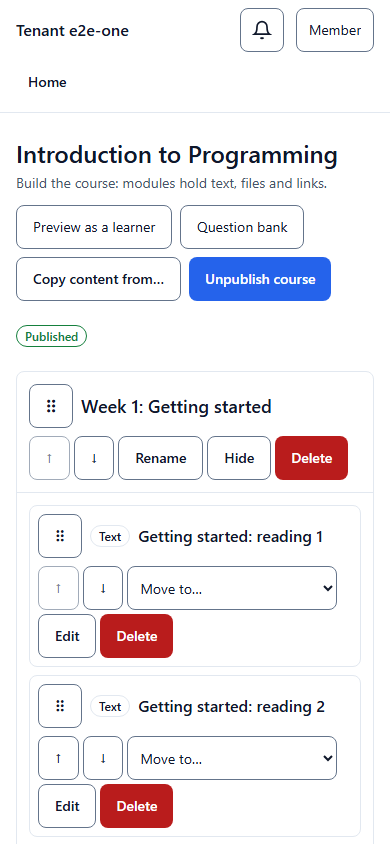 Tenant e2e-one
Member
Home
Introduction to Programming
Build the course: modules hold text, files and links.
Preview as a learner
Question bank
Copy content from...
Unpublish course
Published
Week 1: Getting started
↑
↓
Rename
Hide
Delete
Text
Getting started: reading 1
↑
↓
Move to...
Edit
Delete
Text
Getting started: reading 2
↑
↓
Move to...
Edit
Delete